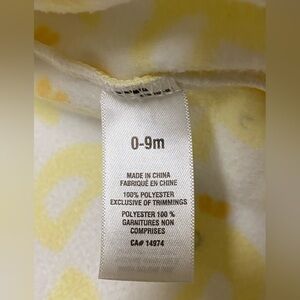 0-9m
MADE IN CHINA
FABRIQUÉ EN CHINE
100% POLYESTER
EXCLUSIVE OF TRIMMINGS
POLYESTER 100 %
GARNITURES NON
COMPRISES
CA# 14974